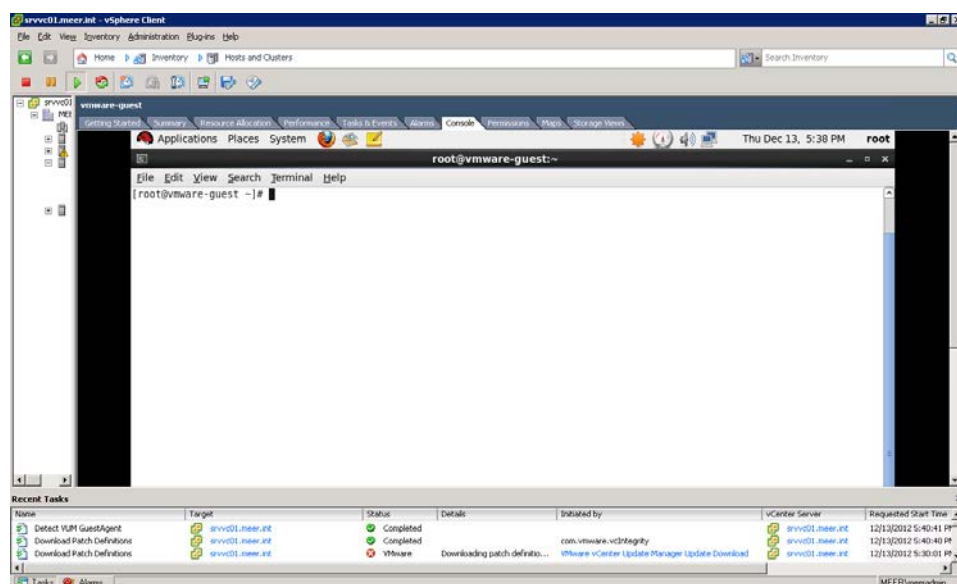 srvvc01.meer.int - vSphere Client
File Edit View Inventory Administration Plug-ins Help
Home Inventory Hosts and Clusters
Search Inventory
srvvc01
vmware-guest
Getting Started Summary Resource Allocation Performance Tasks & Events Alarms Console Permissions Maps Storage Views
Applications Places System Thu Dec 13, 5:38 PM root
root@vmware-guest:~
File Edit View Search Terminal Help
[root@vmware-guest ~]#
Recent Tasks
Name Target Status Details Initiated by vCenter Server Requested Start Time
Detect VUM GuestAgent srvvc01.meer.int Completed srvvc01.meer.int 12/13/2012 5:40:41 PM
Download Patch Definitions srvvc01.meer.int Completed com.vmware.vcIntegrity srvvc01.meer.int 12/13/2012 5:40:40 PM
Download Patch Definitions srvvc01.meer.int VMware Downloading patch definitio... VMware vCenter Update Manager Update Download srvvc01.meer.int 12/13/2012 5:30:01 PM
Tasks Alarms